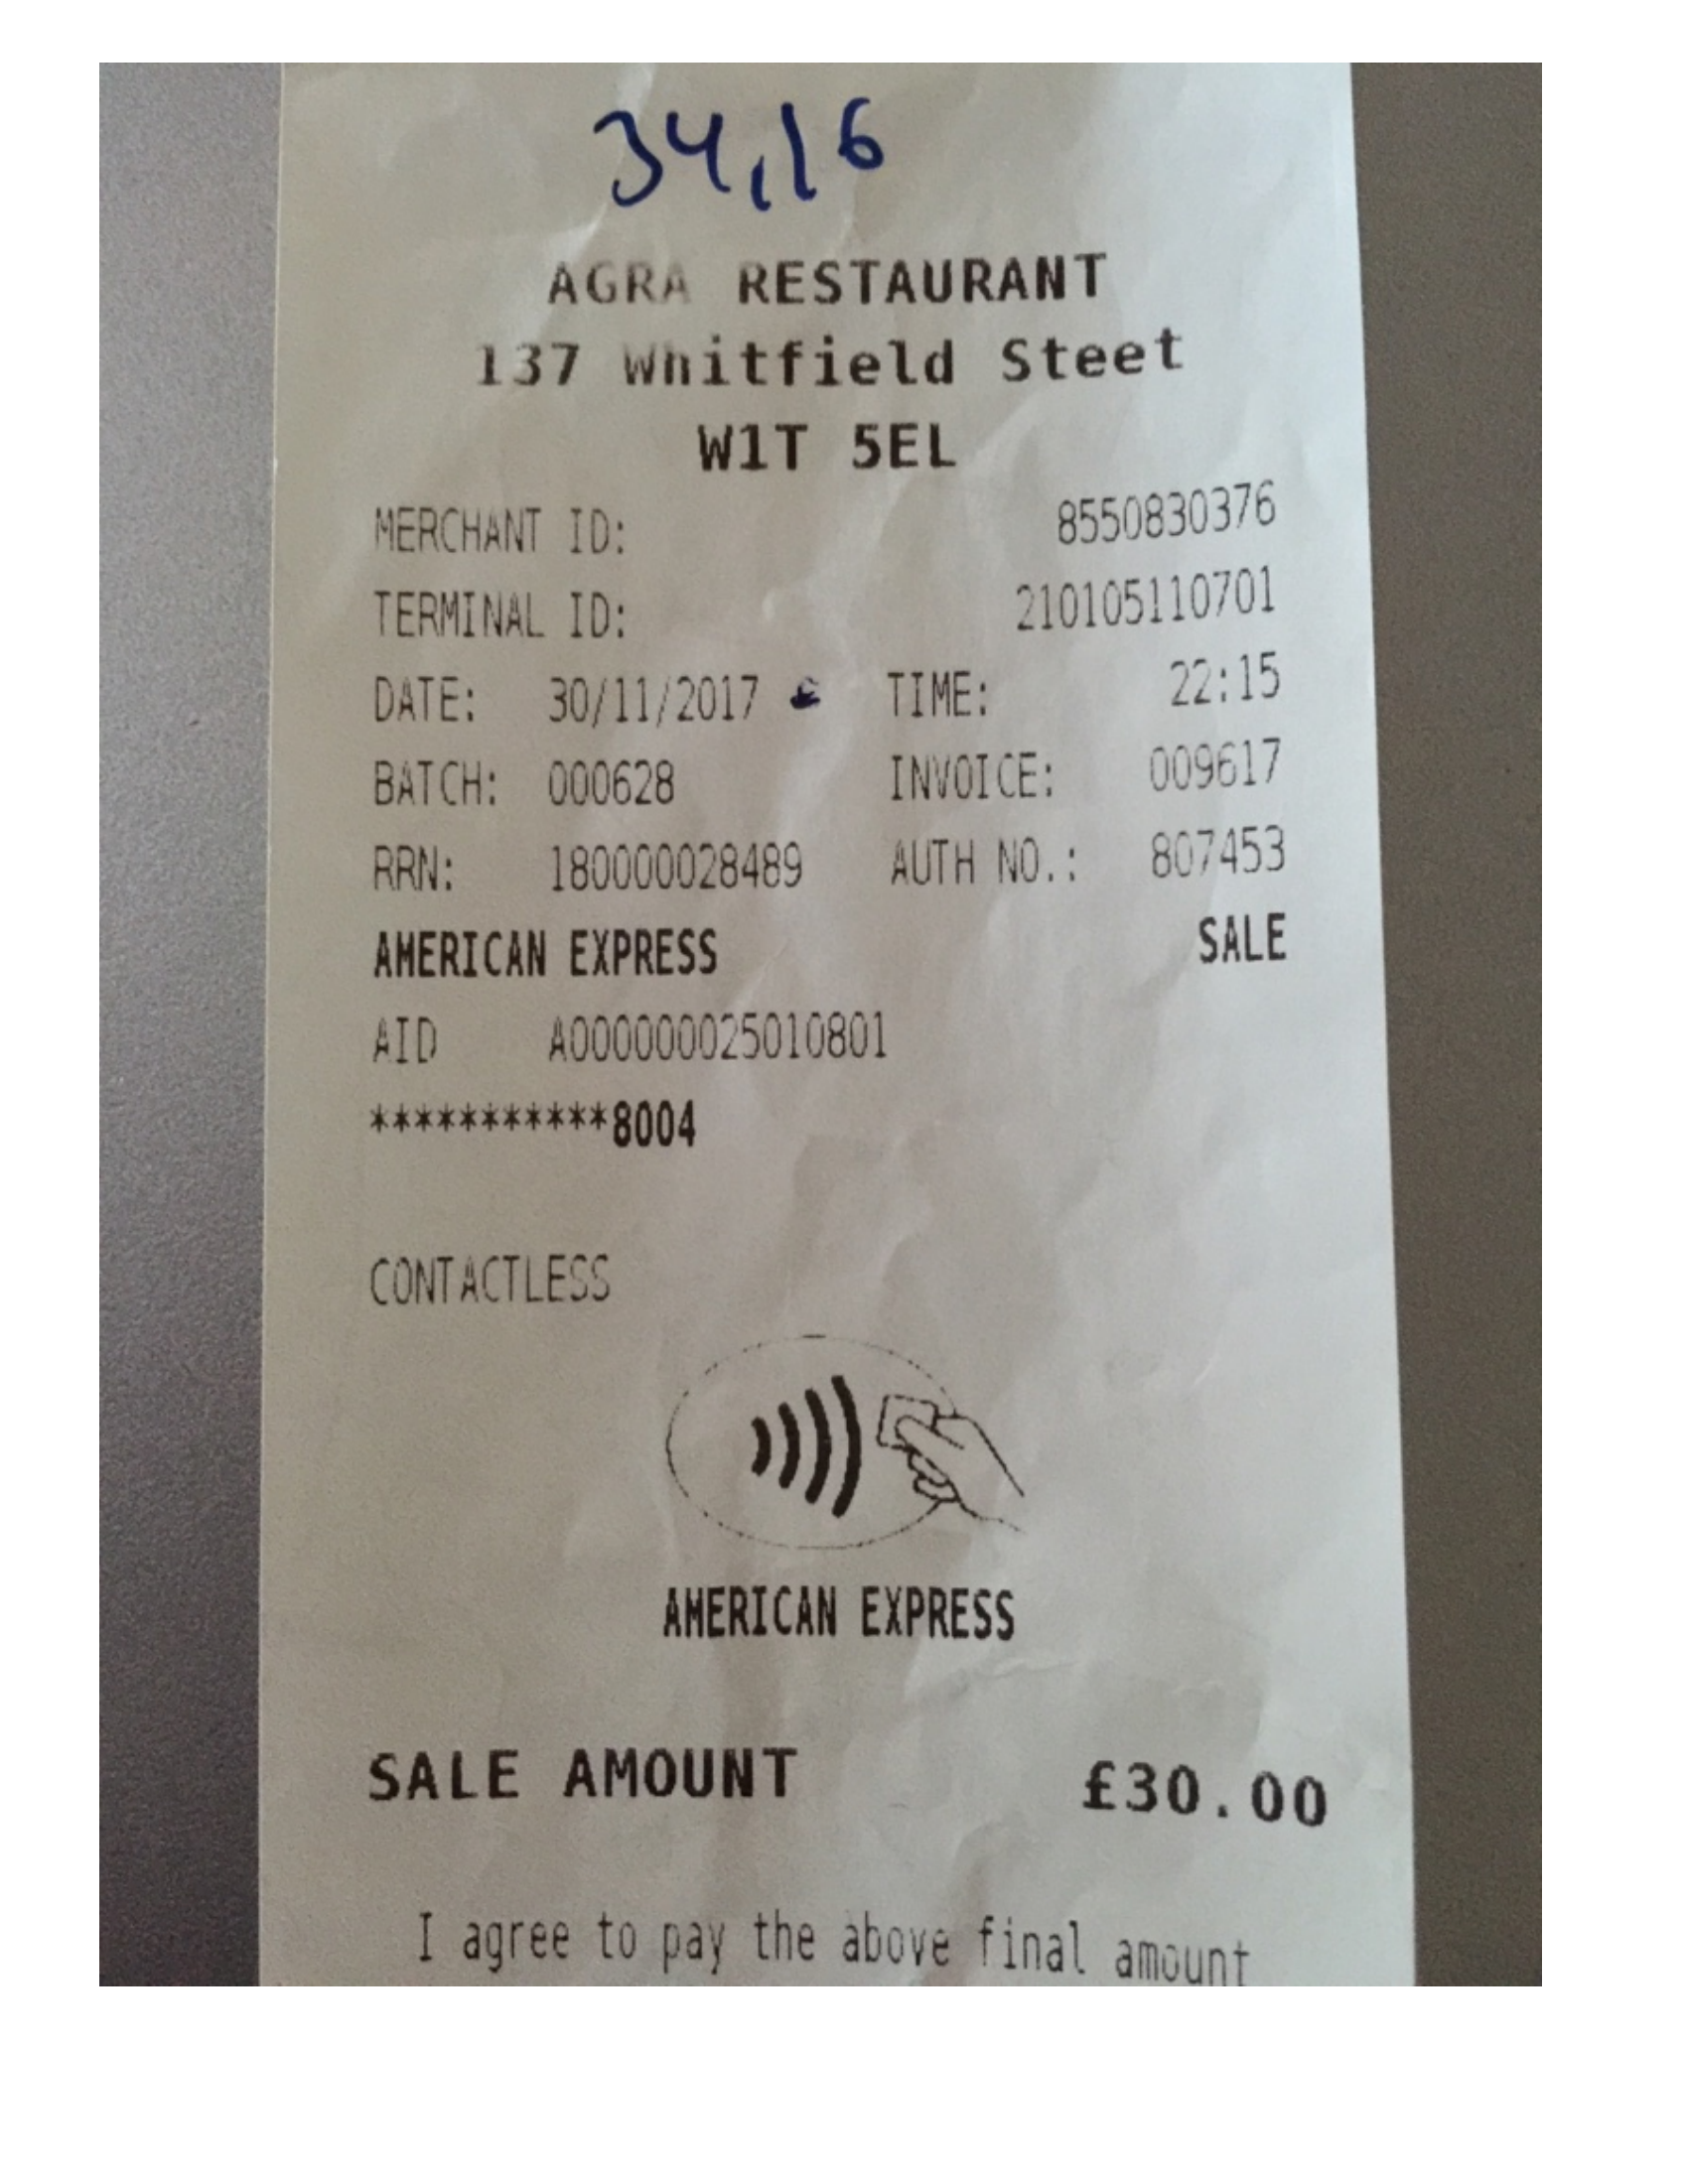 34,16
AGRA RESTAURANT
137 Whitfield Steet
W1T 5EL
MERCHANT ID: 8550830376
TERMINAL ID: 210105110701
DATE: 30/11/2017 TIME: 22:15
BATCH: 000628 INVOICE: 009617
RRN: 180000028489 AUTH NO.: 807453
AMERICAN EXPRESS SALE
AID A000000025010801
***********8004
CONTACTLESS
AMERICAN EXPRESS
SALE AMOUNT £30.00
I agree to pay the above final amount